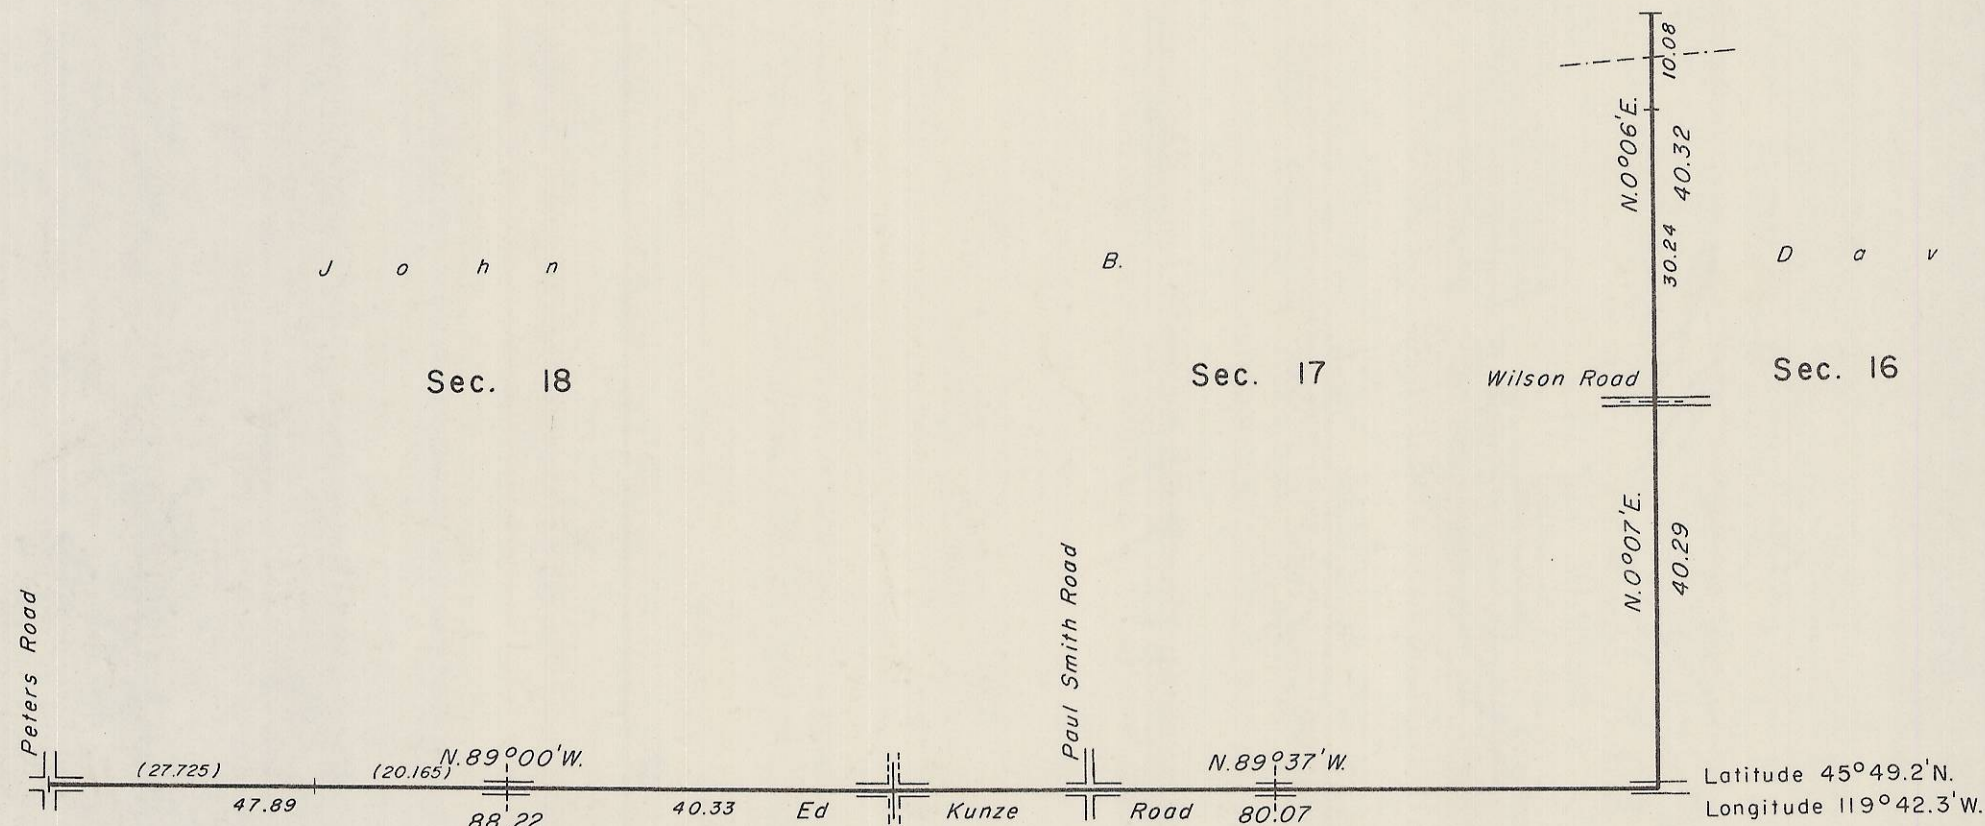 10.08
N.0°06'E.
40.32
30.24
John B. Dav
Sec. 18
Sec. 17
Wilson Road
Sec. 16
N.0°07'E.
40.29
Peters Road
Paul Smith Road
N.89°00'W.
N.89°37'W.
(27.725)
(20.165)
Latitude 45°49.2'N.
47.89
40.33
Ed Kunze Road
Longitude 119°42.3'W.
88.22
80.07